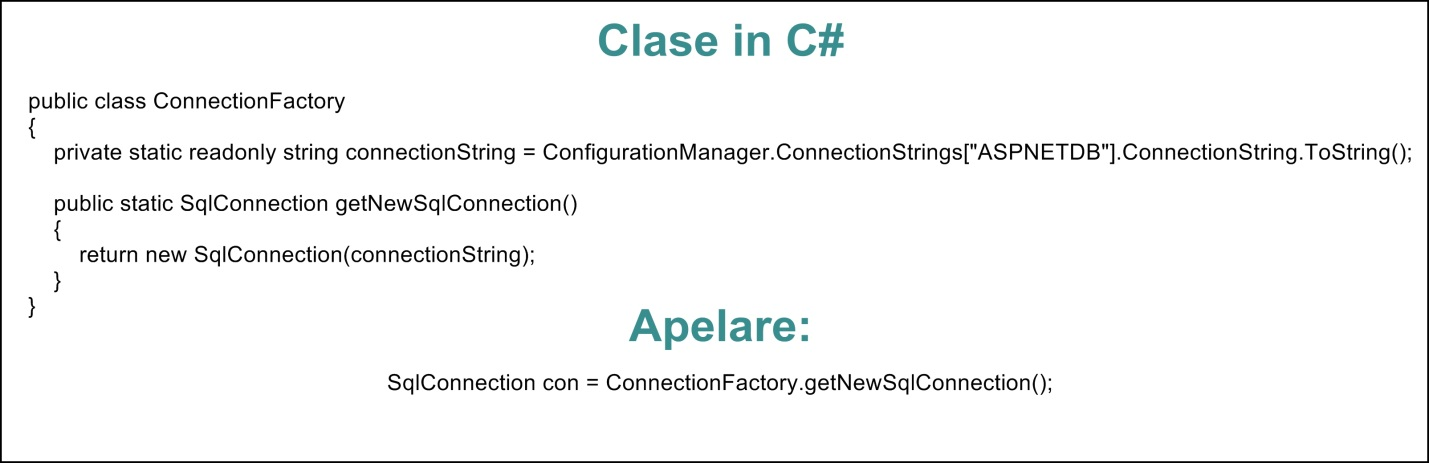 Clase in C#
public class ConnectionFactory
{
private static readonly string connectionString = ConfigurationManager.ConnectionStrings["ASPNETDB"].ConnectionString.ToString();
public static SqlConnection getNewSqlConnection()
{
return new SqlConnection(connectionString);
}
}
Apelare:
SqlConnection con = ConnectionFactory.getNewSqlConnection();